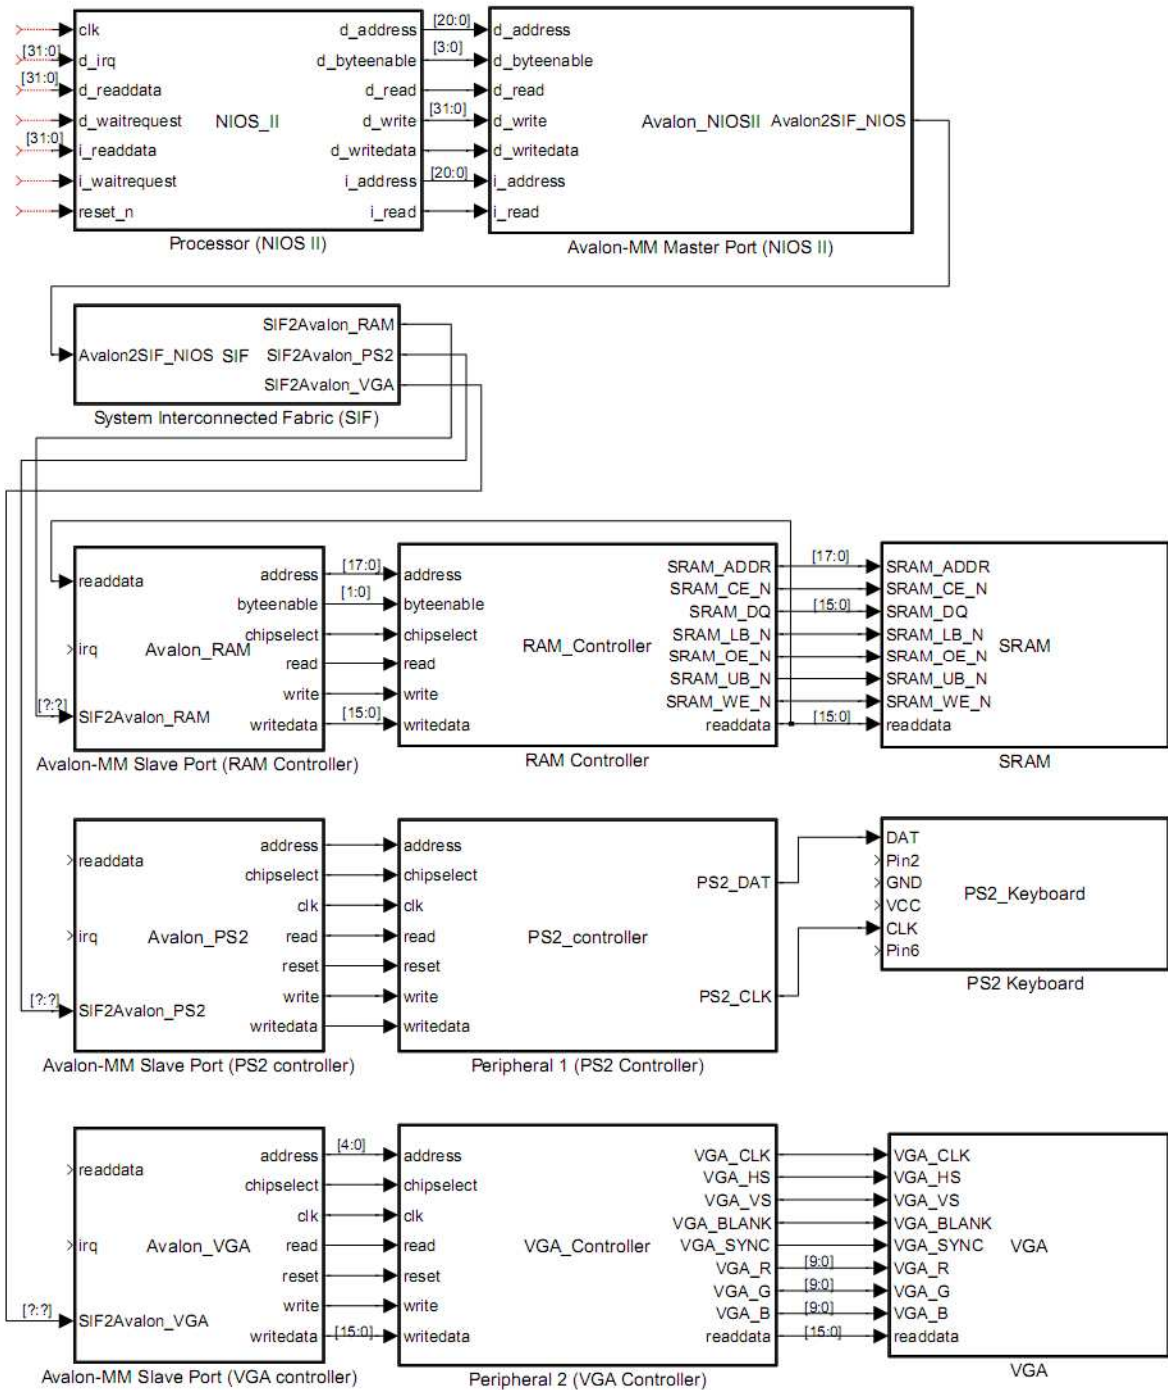 clk
[31:0]
d_irq
[31:0]
d_readdata
d_waitrequest
[31:0]
i_readdata
i_waitrequest
reset_n
NIOS_II
d_address
d_byteenable
d_read
d_write
d_writedata
i_address
i_read
Processor (NIOS II)
[20:0]
[3:0]
[31:0]
[20:0]
d_address
d_byteenable
d_read
d_write
d_writedata
i_address
i_read
Avalon_NIOSII
Avalon2SIF_NIOS
Avalon-MM Master Port (NIOS II)
Avalon2SIF_NIOS
SIF
SIF2Avalon_RAM
SIF2Avalon_PS2
SIF2Avalon_VGA
System Interconnected Fabric (SIF)
readdata
irq
[?:?]
SIF2Avalon_RAM
Avalon_RAM
address
byteenable
chipselect
read
write
writedata
Avalon-MM Slave Port (RAM Controller)
[17:0]
[1:0]
[15:0]
address
byteenable
chipselect
read
write
writedata
RAM_Controller
SRAM_ADDR
SRAM_CE_N
SRAM_DQ
SRAM_LB_N
SRAM_OE_N
SRAM_UB_N
SRAM_WE_N
readdata
RAM Controller
[17:0]
[15:0]
[15:0]
SRAM_ADDR
SRAM_CE_N
SRAM_DQ
SRAM_LB_N
SRAM_OE_N
SRAM_UB_N
SRAM_WE_N
readdata
SRAM
SRAM
readdata
irq
[?:?]
SIF2Avalon_PS2
Avalon_PS2
address
chipselect
clk
read
reset
write
writedata
Avalon-MM Slave Port (PS2 controller)
address
chipselect
clk
read
reset
write
writedata
PS2_controller
PS2_DAT
PS2_CLK
Peripheral 1 (PS2 Controller)
DAT
Pin2
GND
VCC
CLK
Pin6
PS2_Keyboard
PS2 Keyboard
readdata
irq
[?:?]
SIF2Avalon_VGA
Avalon_VGA
address
chipselect
clk
read
reset
write
writedata
Avalon-MM Slave Port (VGA controller)
[4:0]
[15:0]
address
chipselect
clk
read
reset
write
writedata
VGA_Controller
VGA_CLK
VGA_HS
VGA_VS
VGA_BLANK
VGA_SYNC
VGA_R
VGA_G
VGA_B
readdata
Peripheral 2 (VGA Controller)
[9:0]
[9:0]
[9:0]
[15:0]
VGA_CLK
VGA_HS
VGA_VS
VGA_BLANK
VGA_SYNC
VGA_R
VGA_G
VGA_B
readdata
VGA
VGA